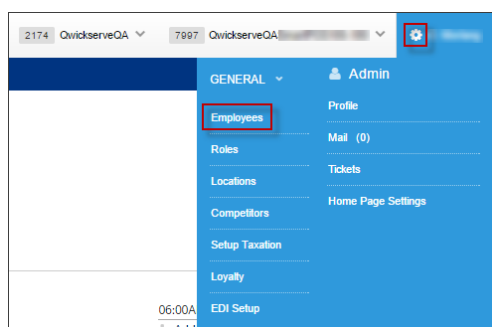 2174 QwickserveQA 7997 QwickserveQA
GENERAL Admin
Employees Profile
Roles Mail (0)
Locations Tickets
Competitors Home Page Settings
Setup Taxation
Loyalty
06:00A EDI Setup